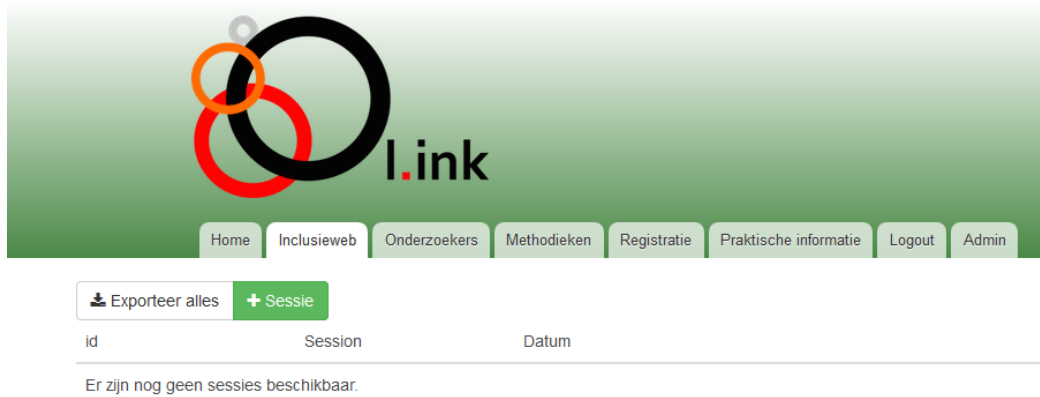 I.ink
Home Inclusieweb Onderzoekers Methodieken Registratie Praktische informatie Logout Admin
Exporteer alles + Sessie
id Session Datum
Er zijn nog geen sessies beschikbaar.